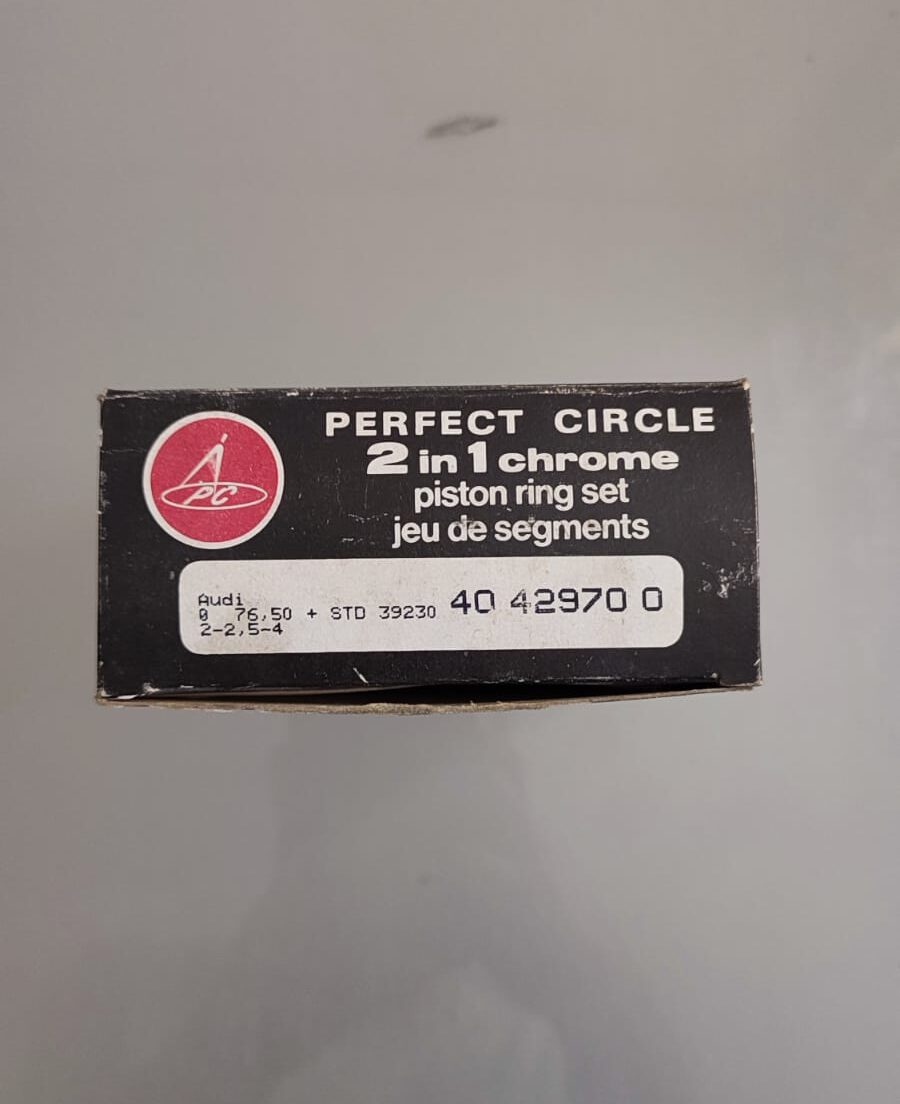 PERFECT CIRCLE
2 in 1 chrome
piston ring set
jeu de segments
PC
Audi
0 76,50 + STD 39230 40 42970 0
2-2,5-4